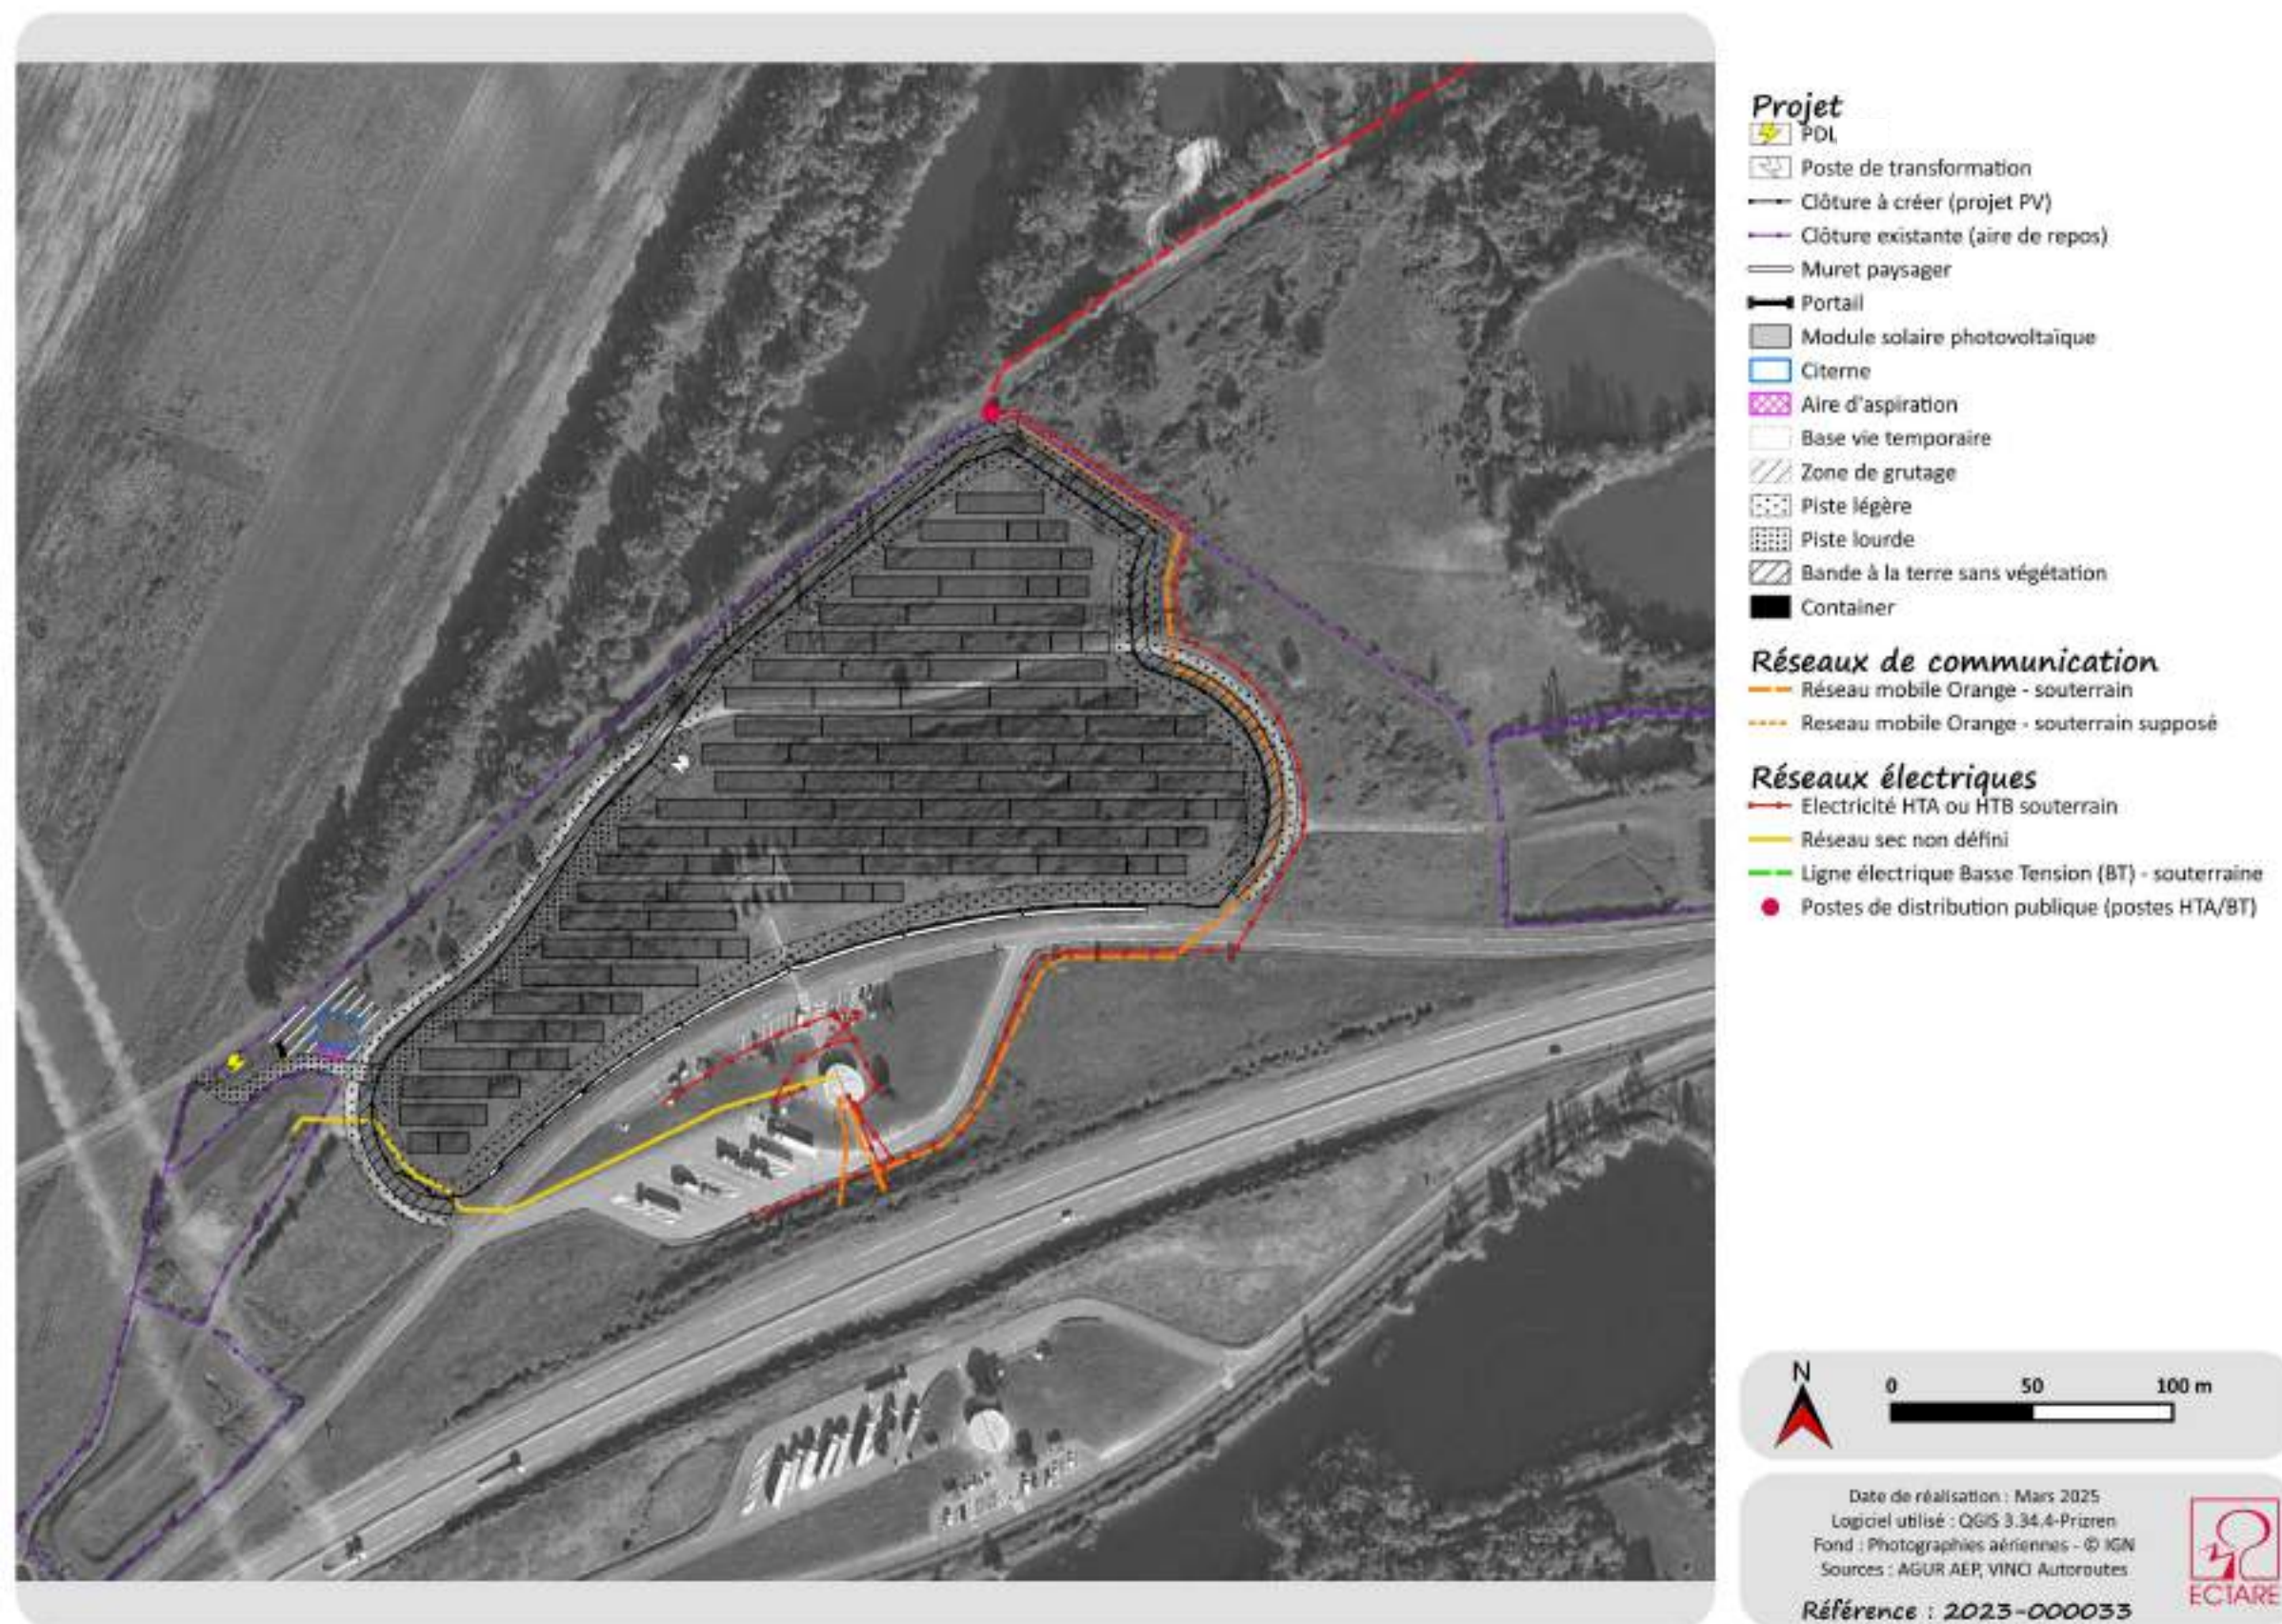 Projet
PDL
Poste de transformation
Clôture à créer (projet PV)
Clôture existante (aire de repos)
Muret paysager
Portail
Module solaire photovoltaïque
Citerne
Aire d'aspiration
Base vie temporaire
Zone de grutage
Piste légère
Piste lourde
Bande à la terre sans végétation
Container
Réseaux de communication
Réseau mobile Orange - souterrain
Reseau mobile Orange - souterrain supposé
Réseaux électriques
Electricité HTA ou HTB souterrain
Réseau sec non défini
Ligne électrique Basse Tension (BT) - souterraine
Postes de distribution publique (postes HTA/BT)
N
0 50 100 m
Date de réalisation : Mars 2025
Logiciel utilisé : QGIS 3.34.4-Prizren
Fond : Photographies aériennes - © IGN
Sources : AGUR AEP, VINCI Autoroutes
Référence : 2023-000033
ECTARE